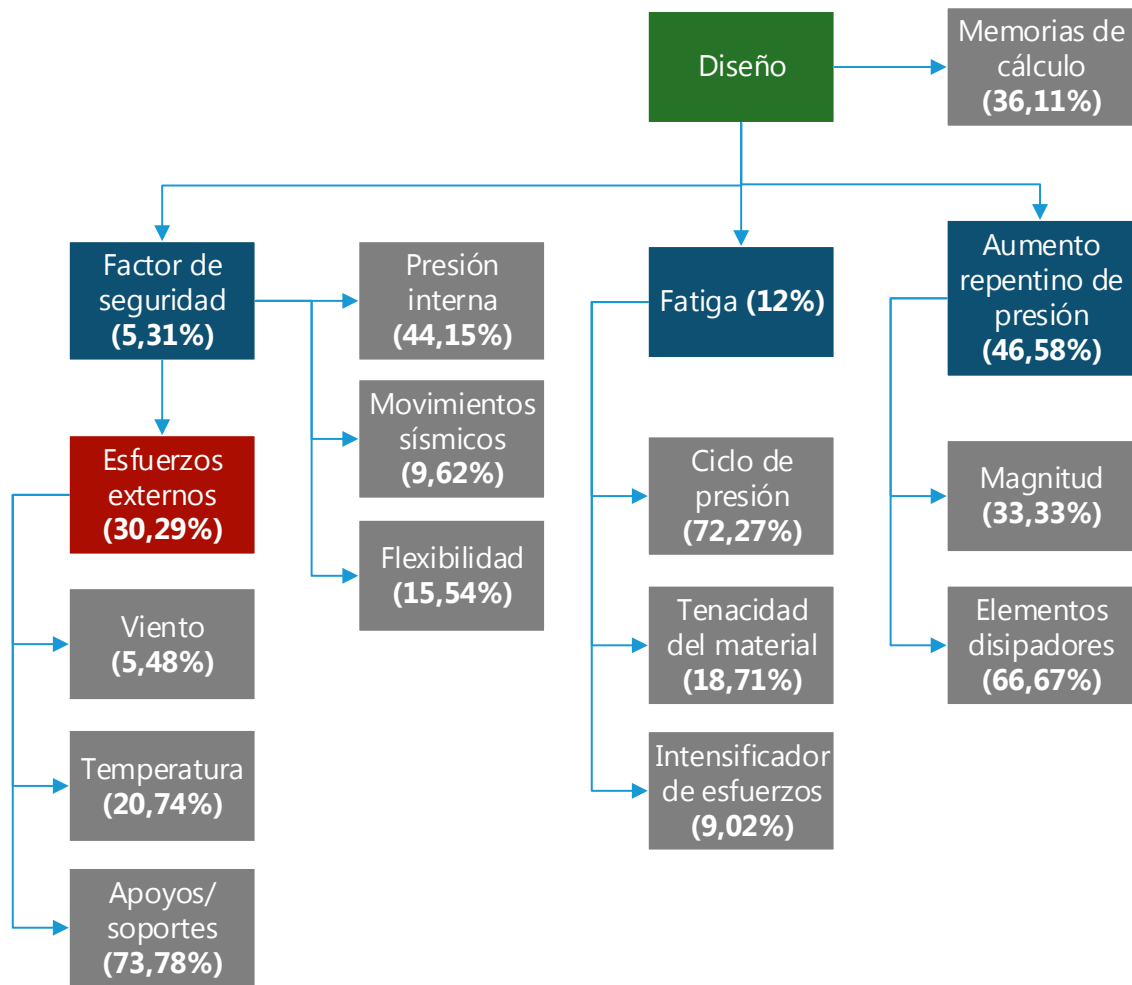 Diseño
Memorias de
cálculo
(36,11%)
Factor de
seguridad
(5,31%)
Presión
interna
(44,15%)
Fatiga (12%)
Aumento
repentino de
presión
(46,58%)
Movimientos
sísmicos
(9,62%)
Esfuerzos
externos
(30,29%)
Ciclo de
presión
(72,27%)
Magnitud
(33,33%)
Flexibilidad
(15,54%)
Viento
(5,48%)
Tenacidad
del material
(18,71%)
Elementos
disipadores
(66,67%)
Temperatura
(20,74%)
Intensificador
de esfuerzos
(9,02%)
Apoyos/
soportes
(73,78%)